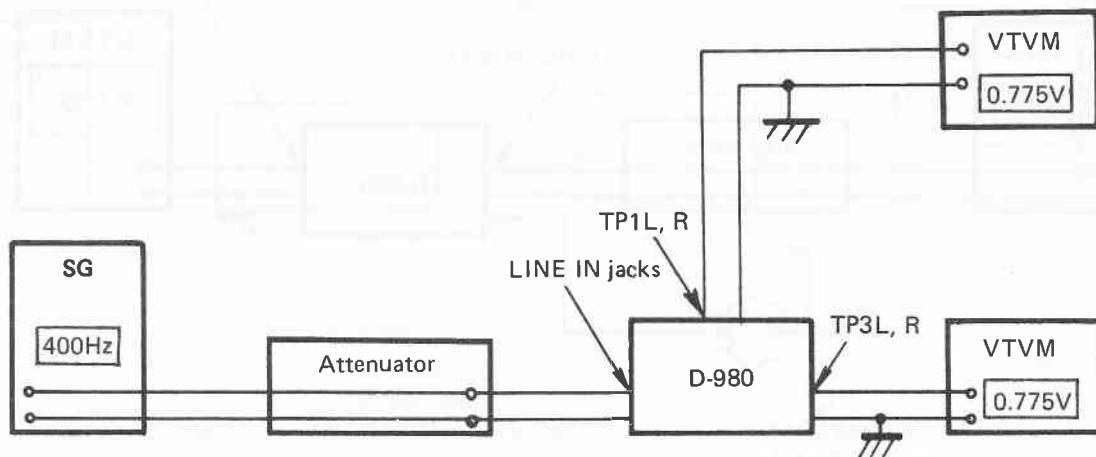 VTVM
0.775V
TP1L, R
LINE IN jacks
SG
400Hz
Attenuator
D-980
TP3L, R
VTVM
0.775V